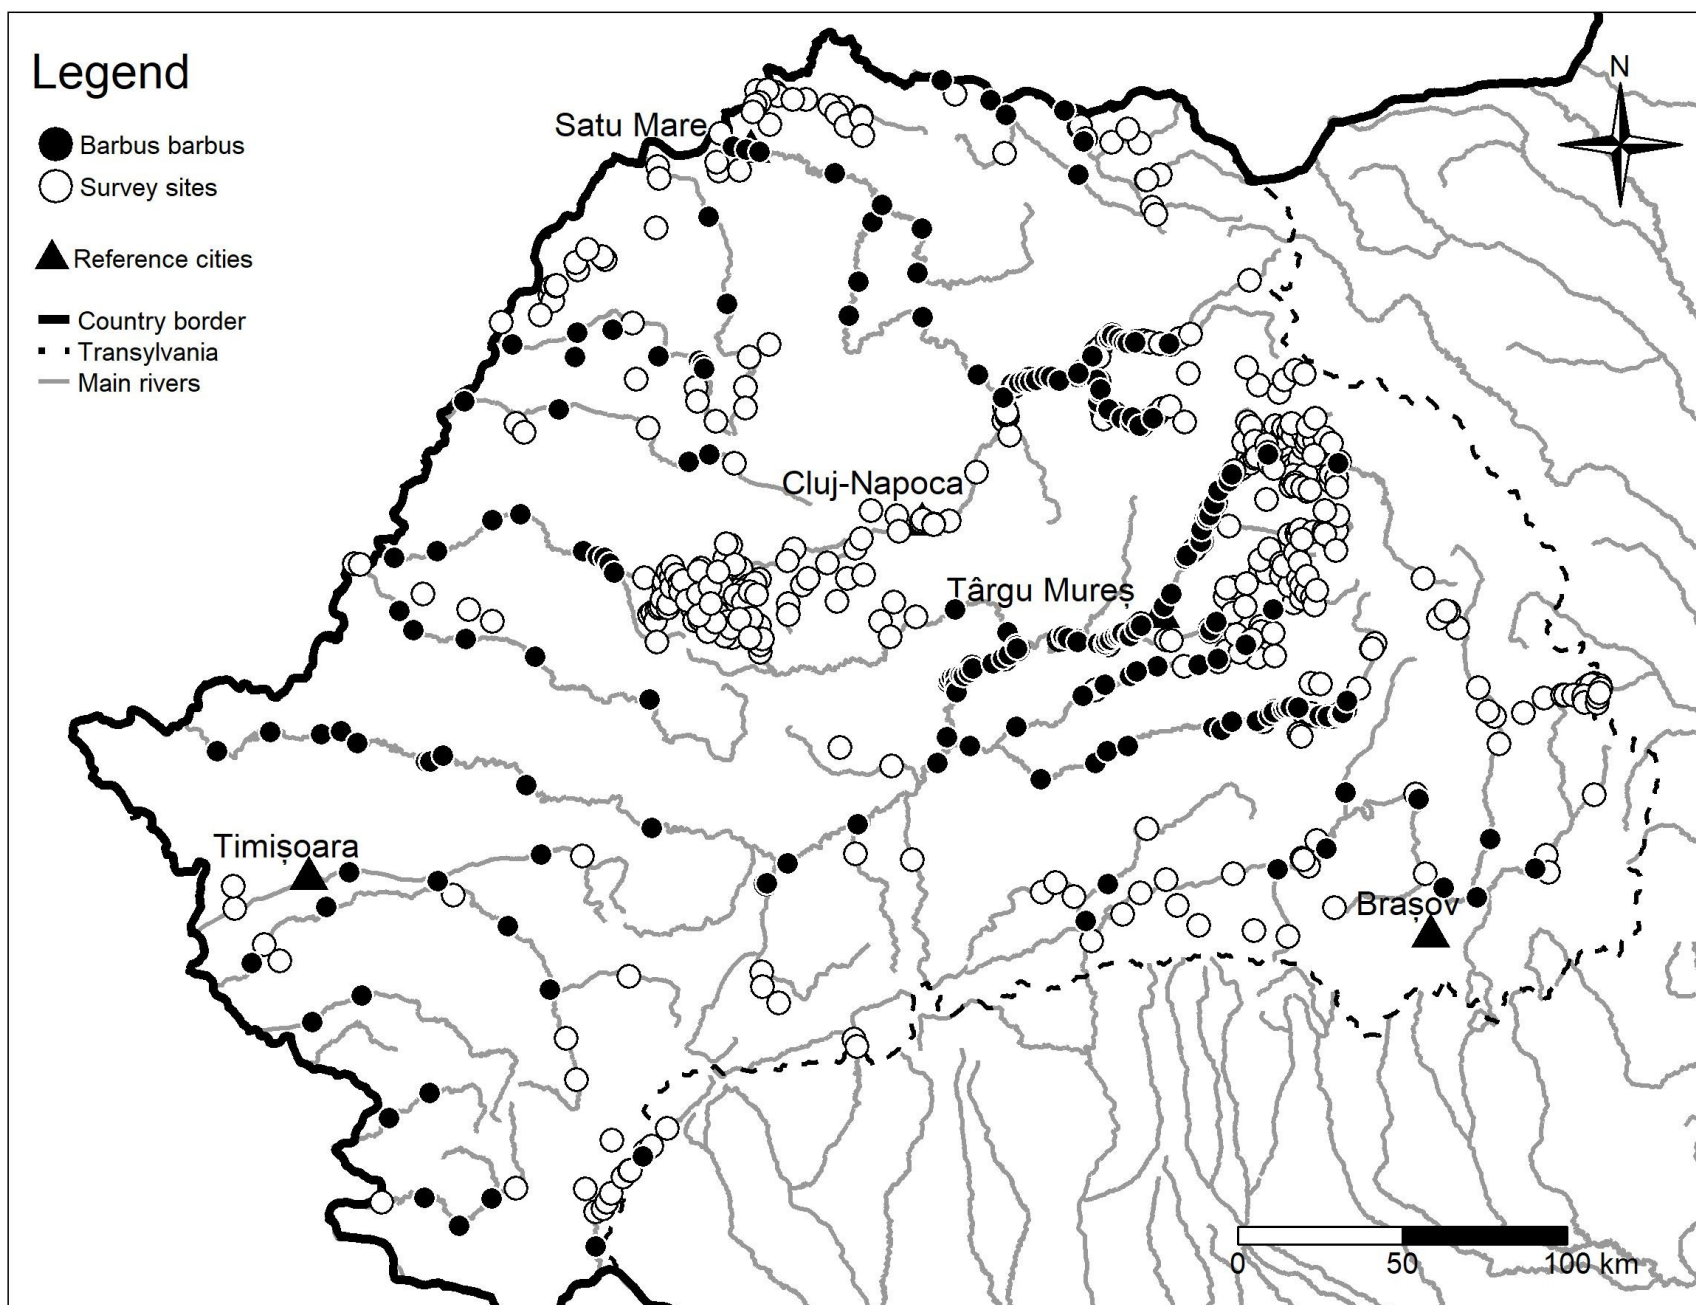 Legend
Barbus barbus
Survey sites
Reference cities
Country border
Transylvania
Main rivers
N
Satu Mare
Cluj-Napoca
Târgu Mureș
Timișoara
Brașov
0 50 100 km